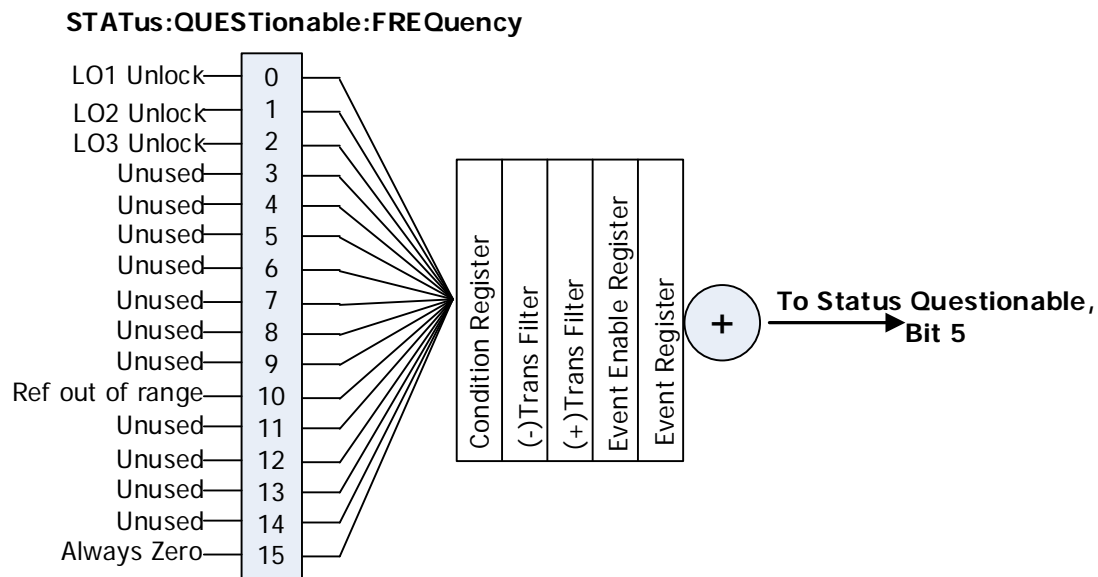 STATus:QUESTionable:FREQuency
LO1 Unlock 0
LO2 Unlock 1
LO3 Unlock 2
Unused 3
Unused 4
Unused 5
Unused 6
Unused 7
Unused 8
Unused 9
Ref out of range 10
Unused 11
Unused 12
Unused 13
Unused 14
Always Zero 15
Condition Register
(-)Trans Filter
(+)Trans Filter
Event Enable Register
Event Register
+
To Status Questionable,
Bit 5